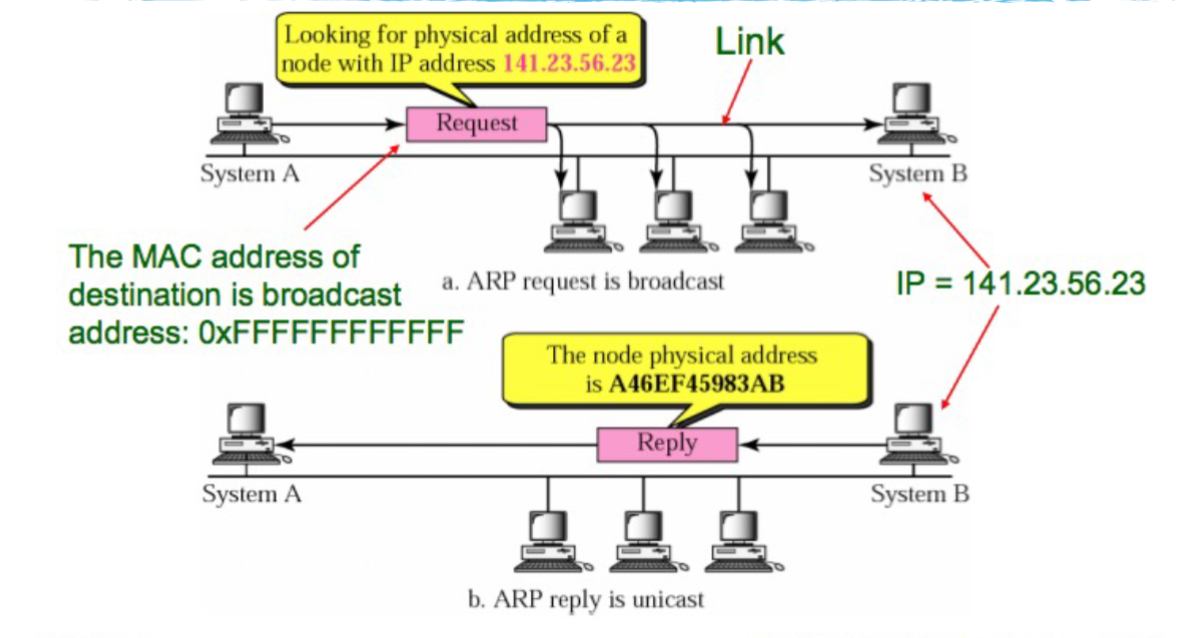 Looking for physical address of a
node with IP address 141.23.56.23
Link
Request
System A
System B
The MAC address of
destination is broadcast
address: 0xFFFFFFFFFFFF
a. ARP request is broadcast
IP = 141.23.56.23
The node physical address
is A46EF45983AB
Reply
System A
System B
b. ARP reply is unicast